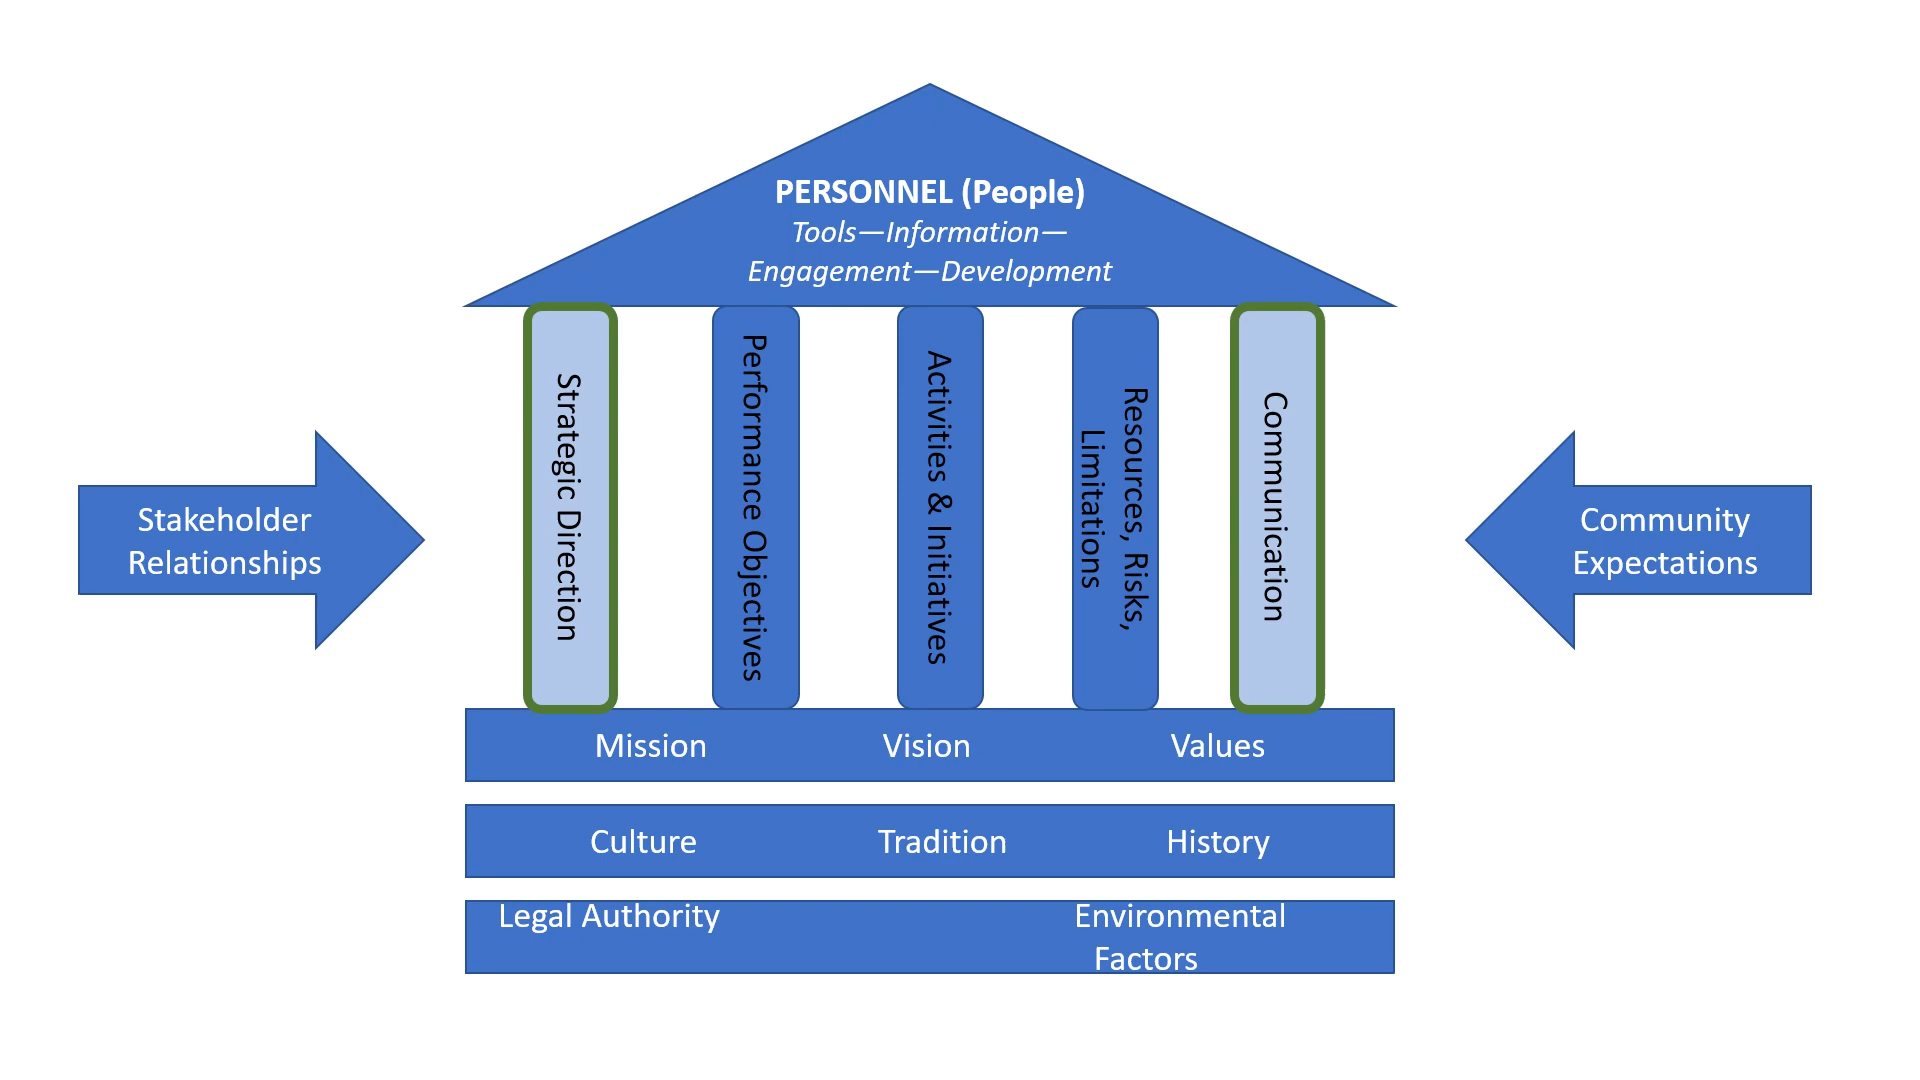 PERSONNEL (People)
Tools—Information—
Engagement—Development
Stakeholder
Relationships
Strategic Direction
Performance Objectives
Activities & Initiatives
Resources, Risks,
Limitations
Communication
Community
Expectations
Mission Vision Values
Culture Tradition History
Legal Authority Environmental
Factors